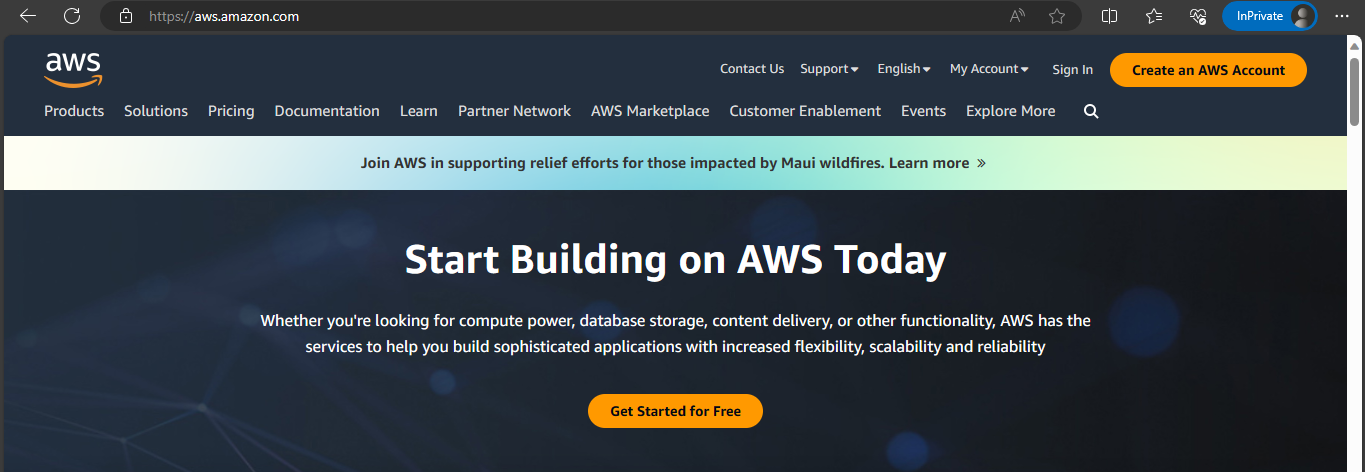 https://aws.amazon.com
InPrivate
aws
Contact Us Support English My Account Sign In Create an AWS Account
Products Solutions Pricing Documentation Learn Partner Network AWS Marketplace Customer Enablement Events Explore More
Join AWS in supporting relief efforts for those impacted by Maui wildfires. Learn more »
Start Building on AWS Today
Whether you're looking for compute power, database storage, content delivery, or other functionality, AWS has the
services to help you build sophisticated applications with increased flexibility, scalability and reliability
Get Started for Free